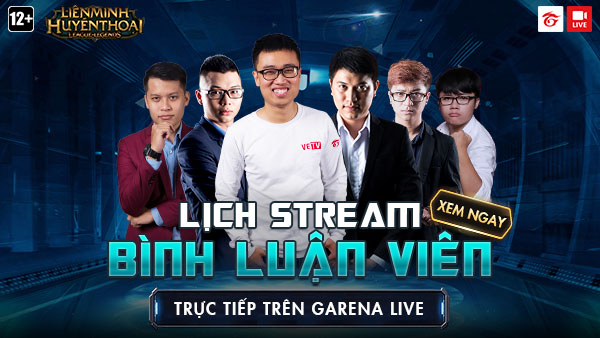 12+
LIÊN MINH
HUYỀN THOẠI
LEAGUE of LEGENDS
LIVE
VETV
LỊCH STREAM
XEM NGAY
BÌNH LUẬN VIÊN
TRỰC TIẾP TRÊN GARENA LIVE